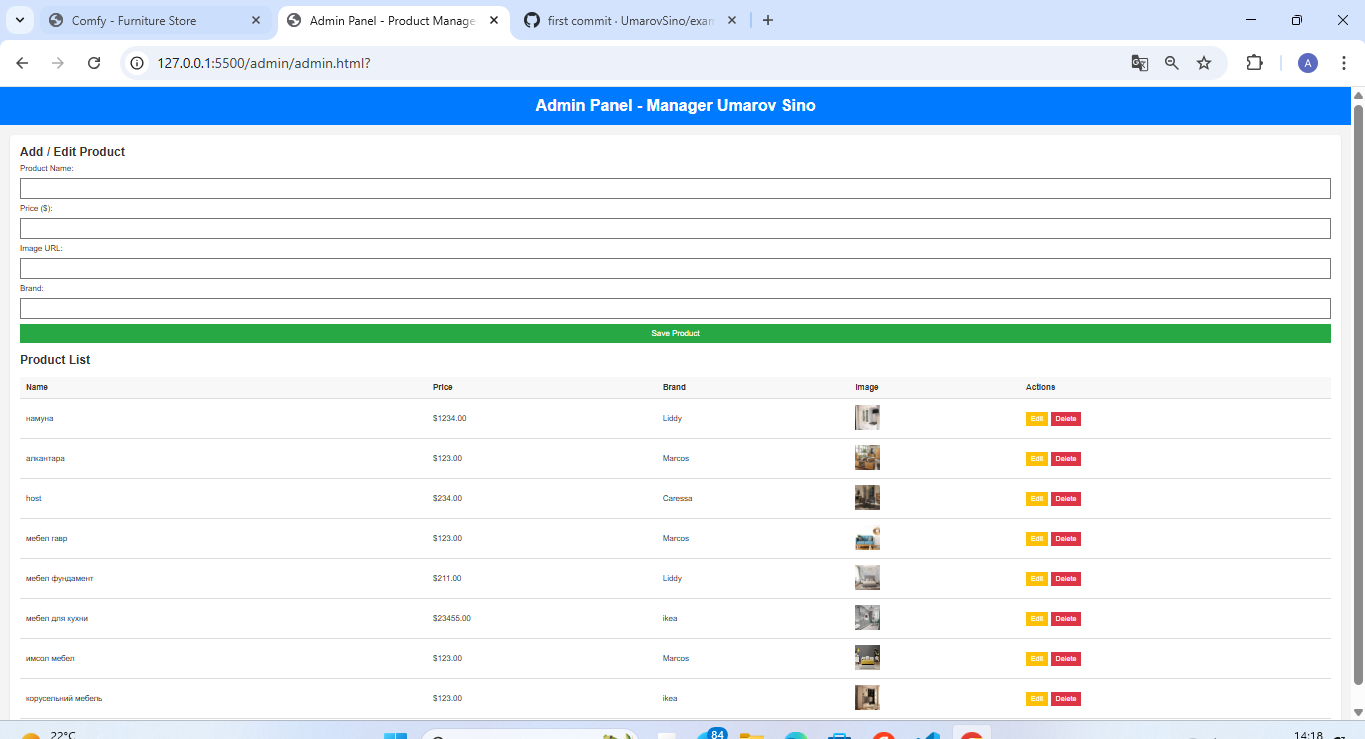 Comfy - Furniture Store
Admin Panel - Product Manage
first commit · UmarovSino/exam
127.0.0.1:5500/admin/admin.html?
A
Admin Panel - Manager Umarov Sino
Add / Edit Product
Product Name:
Price ($):
Image URL:
Brand:
Save Product
Product List
Name Price Brand Image Actions
намуна $1234.00 Liddy Edit Delete
алкантара $123.00 Marcos Edit Delete
host $234.00 Caressa Edit Delete
мебел гавр $123.00 Marcos Edit Delete
мебел фундамент $211.00 Liddy Edit Delete
мебел для кухни $23455.00 ikea Edit Delete
имсол мебел $123.00 Marcos Edit Delete
корусельний мебель $123.00 ikea Edit Delete
22°C
84
14:18